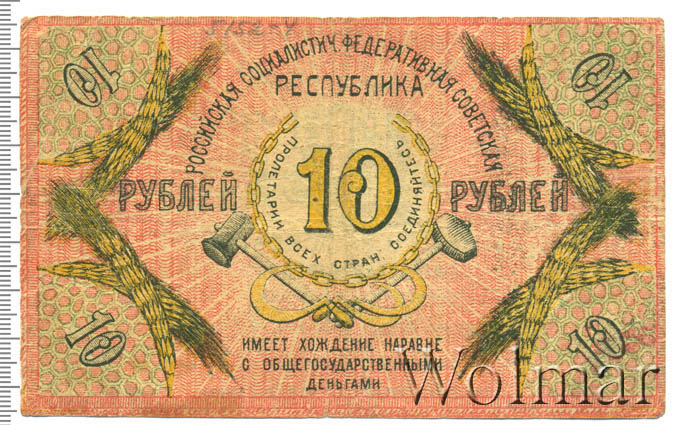 РОССИЙСКАЯ СОЦИАЛИСТИЧ. ФЕДЕРАТИВНАЯ СОВЕТСКАЯ
РЕСПУБЛИКА
10
10
РУБЛЕЙ
10
РУБЛЕЙ
ПРОЛЕТАРИИ ВСЕХ СТРАН, СОЕДИНЯЙТЕСЬ
10
10
ИМЕЕТ ХОЖДЕНИЕ НАРАВНЕ
С ОБЩЕГОСУДАРСТВЕННЫМИ
ДЕНЬГАМИ
Wolmar